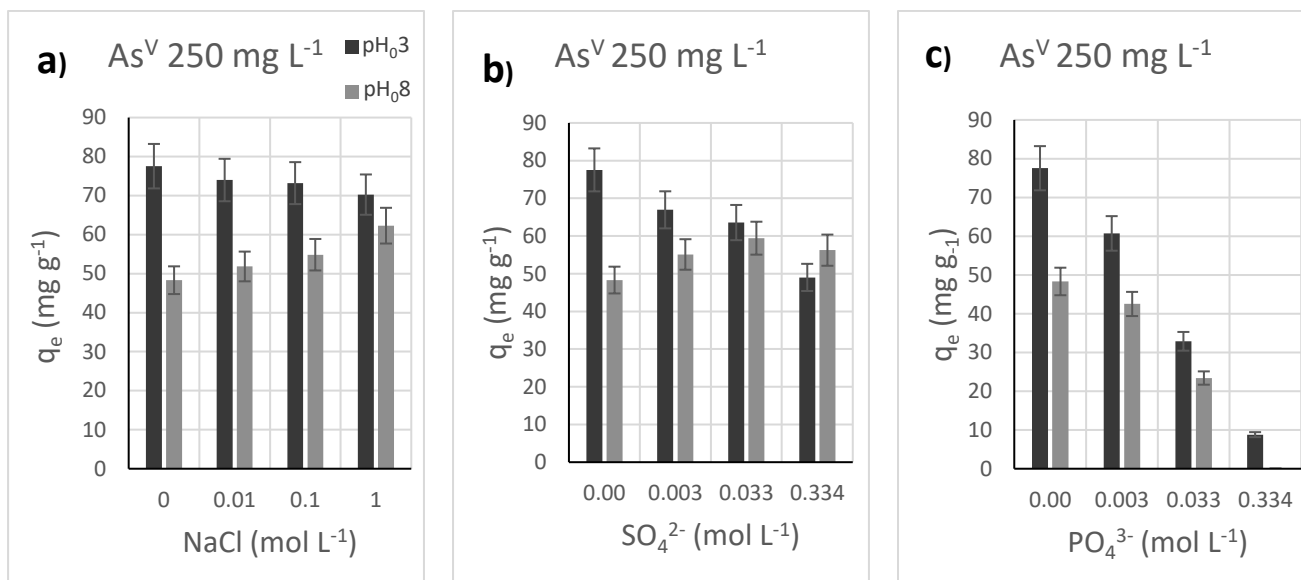 a) As^V 250 mg L^-1
pH₀3
pH₀8
90
80
70
60
50
40
30
20
10
0
qₑ (mg g^-1)
0 0.01 0.1 1
NaCl (mol L^-1)
b) As^V 250 mg L^-1
90
80
70
60
50
40
30
20
10
0
qₑ (mg g^-1)
0.00 0.003 0.033 0.334
SO₄^2- (mol L^-1)
c) As^V 250 mg L^-1
90
80
70
60
50
40
30
20
10
0
qₑ (mg g₋₁)
0.00 0.003 0.033 0.334
PO₄^3- (mol L^-1)